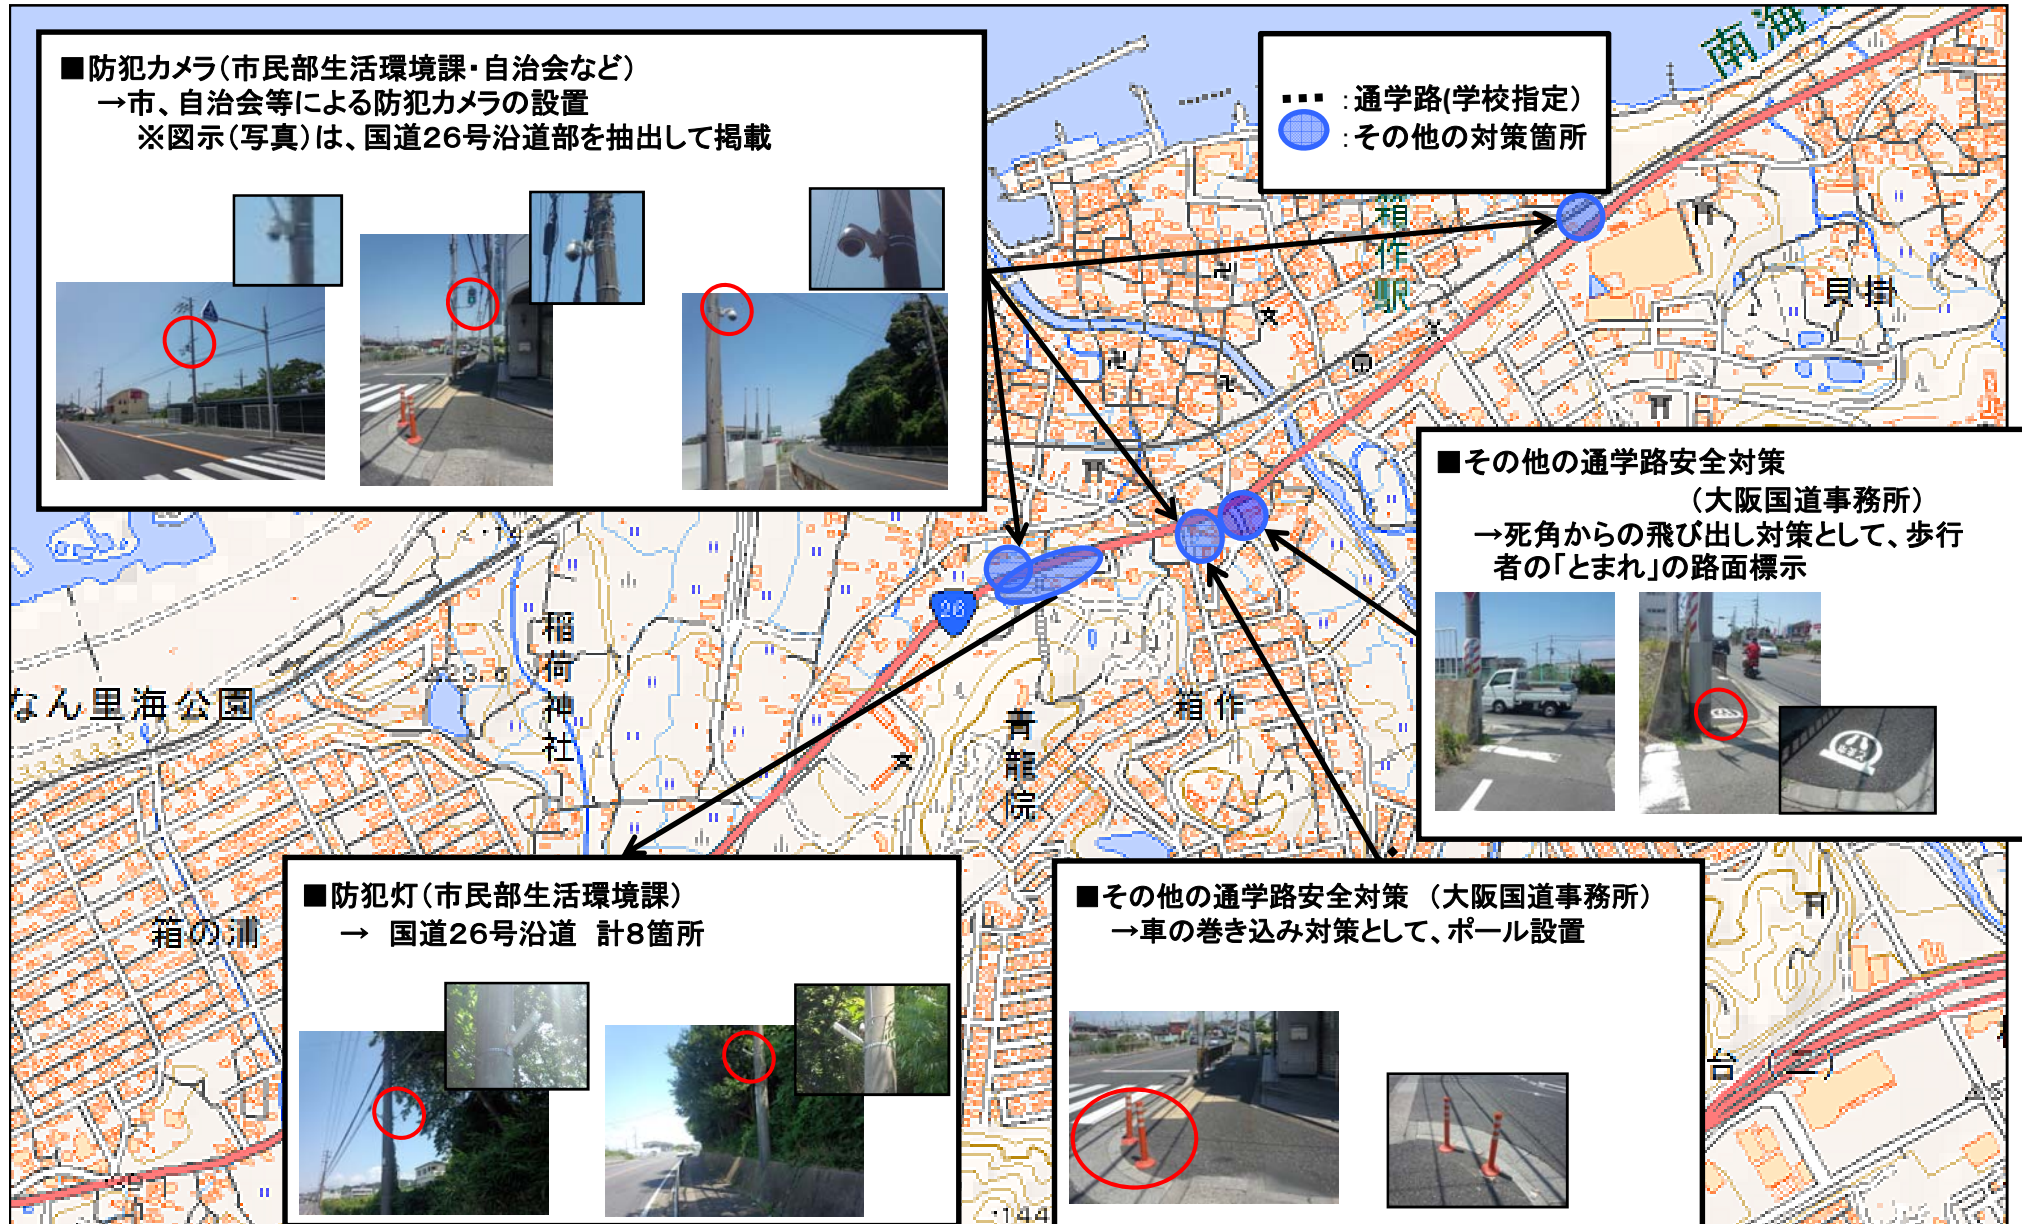 ■防犯カメラ（市民部生活環境課・自治会など）
→市、自治会等による防犯カメラの設置
※図示（写真）は、国道26号沿道部を抽出して掲載
：通学路(学校指定)
：その他の対策箇所
南海
箱作駅
貝掛
■その他の通学路安全対策
（大阪国道事務所）
→死角からの飛び出し対策として、歩行
者の「とまれ」の路面標示
26
稲荷神社
なん里海公園
箱作
青龍院
箱の浦
■防犯灯（市民部生活環境課）
→ 国道26号沿道 計8箇所
■その他の通学路安全対策 （大阪国道事務所）
→車の巻き込み対策として、ポール設置
台（二）
・144